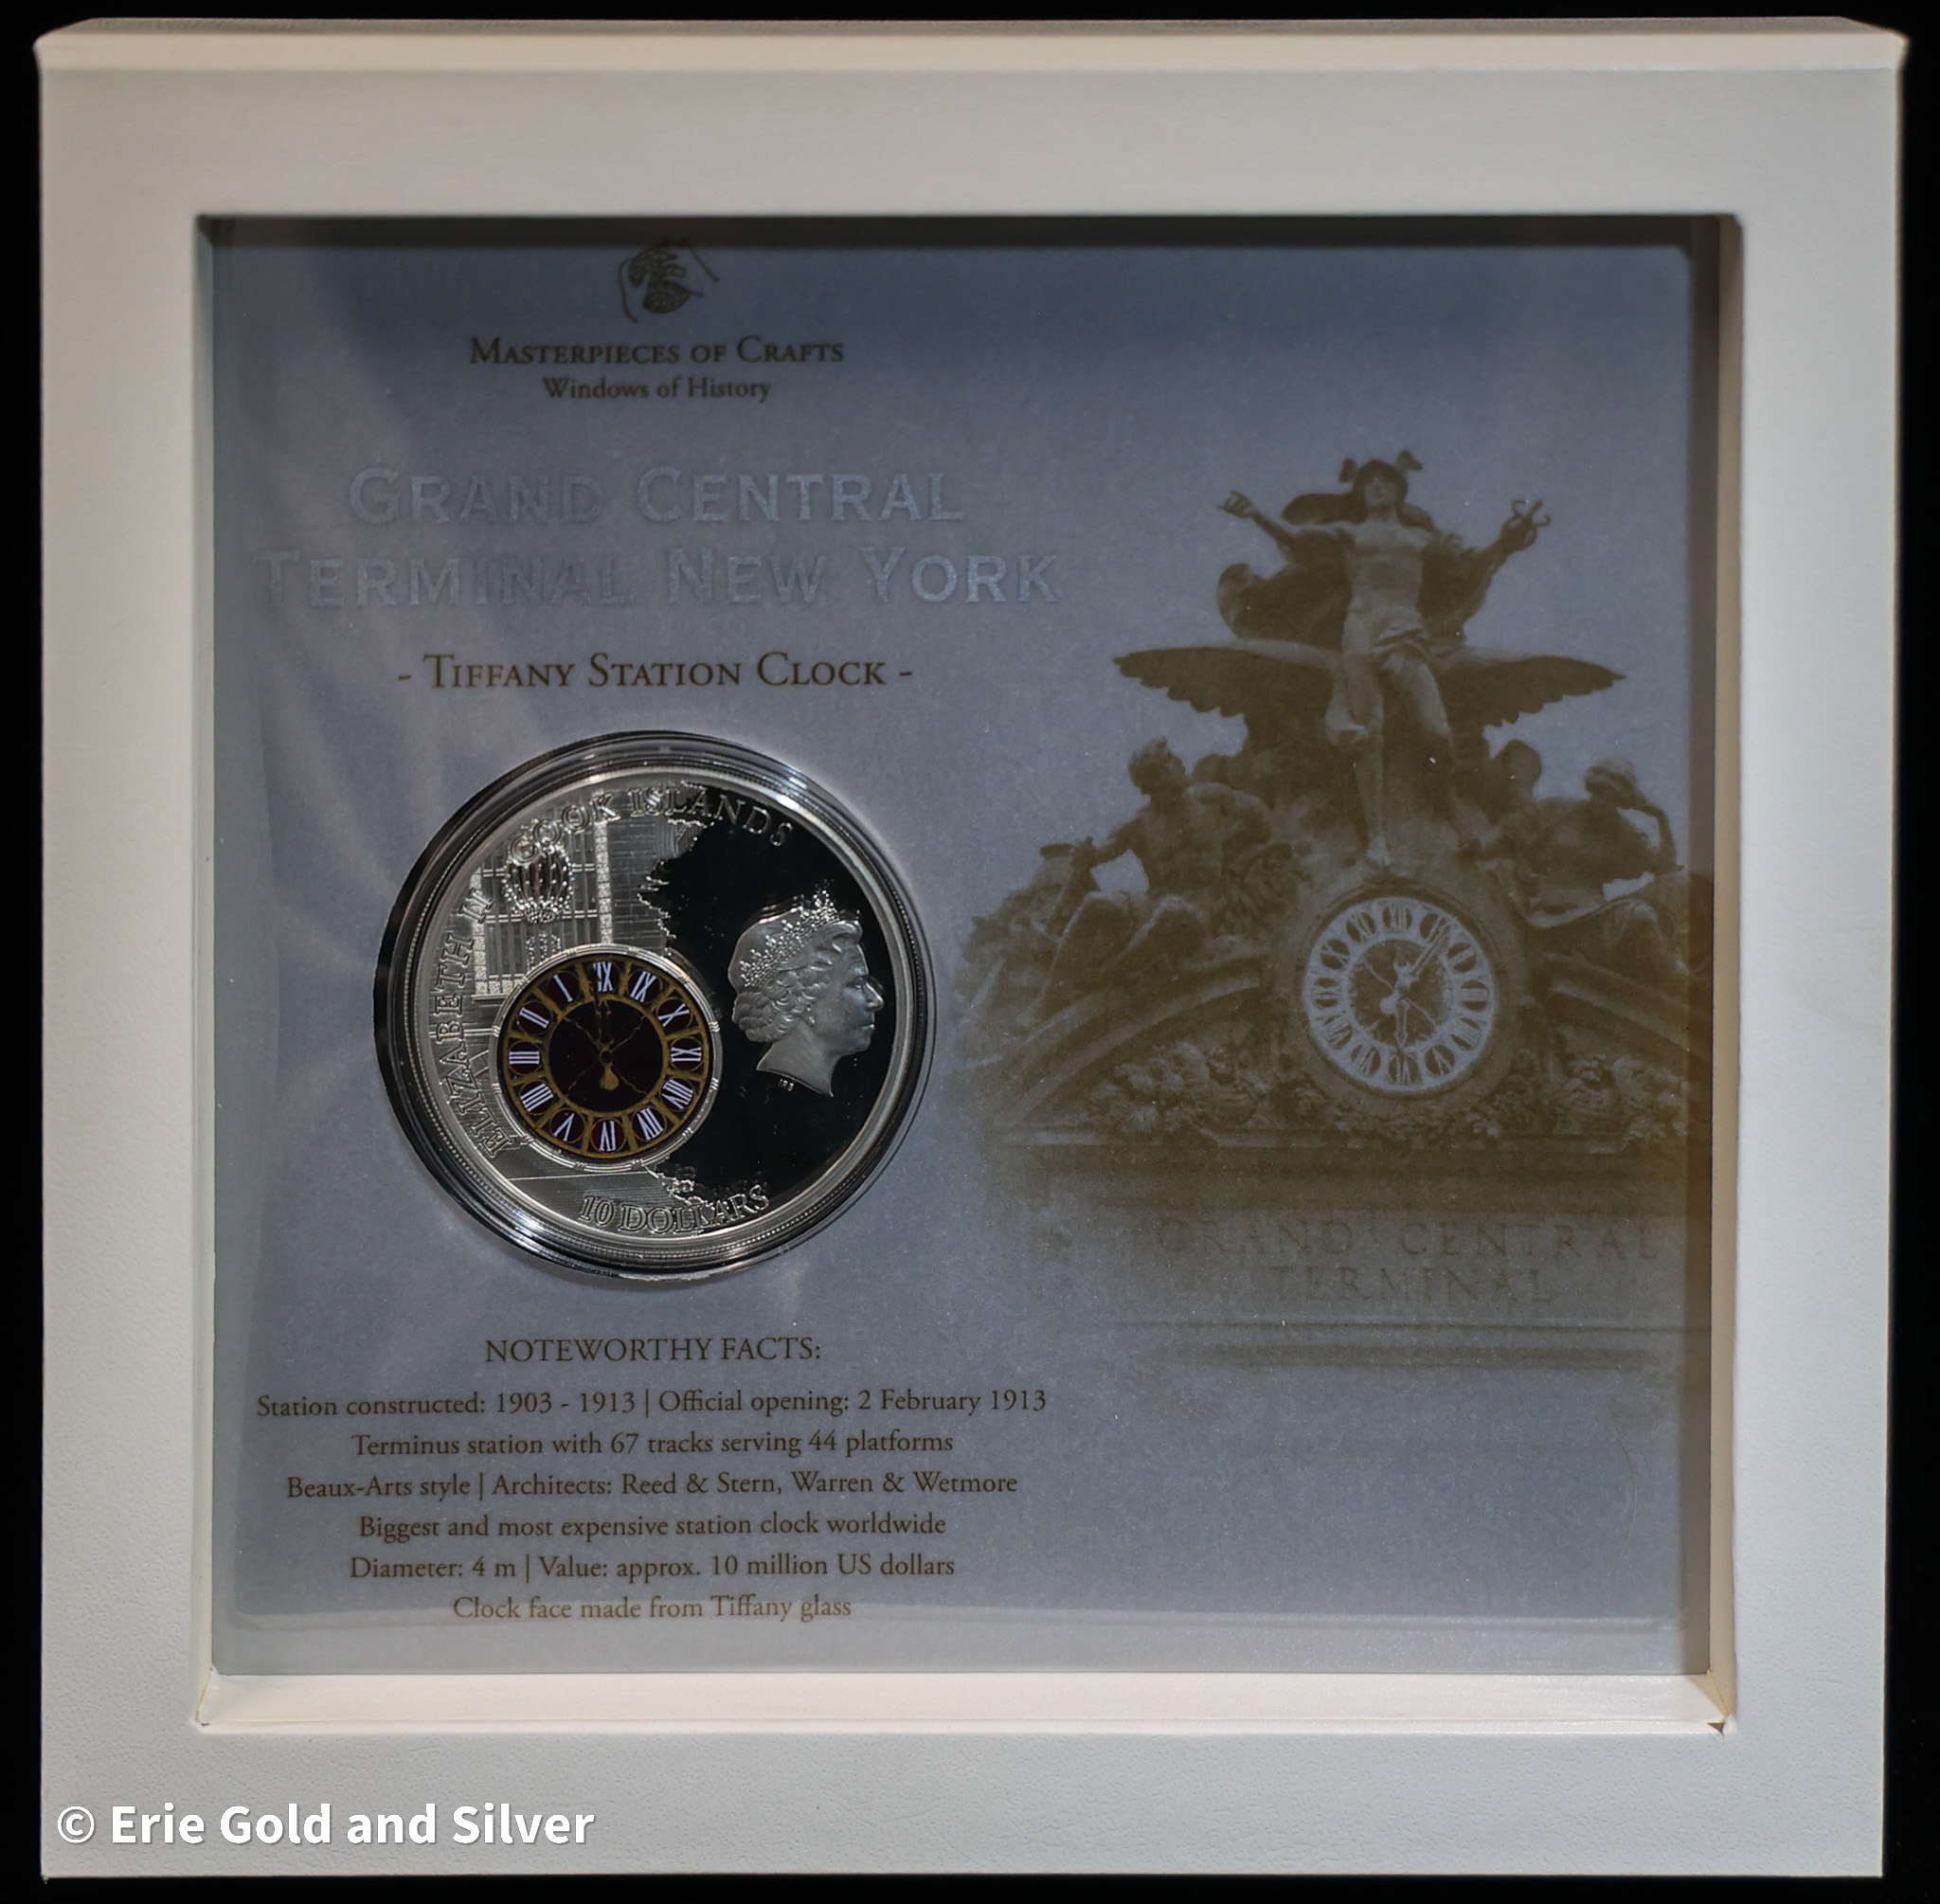 MASTERPIECES OF CRAFTS
Windows of History
GRAND CENTRAL
TERMINAL NEW YORK
- TIFFANY STATION CLOCK -
COOK ISLANDS
ELIZABETH II
10 DOLLARS
IRB
GRAND CENTRAL
TERMINAL
NOTEWORTHY FACTS:
Station constructed: 1903 - 1913 | Official opening: 2 February 1913
Terminus station with 67 tracks serving 44 platforms
Beaux-Arts style | Architects: Reed & Stern, Warren & Wetmore
Biggest and most expensive station clock worldwide
Diameter: 4 m | Value: approx. 10 million US dollars
Clock face made from Tiffany glass
© Erie Gold and Silver